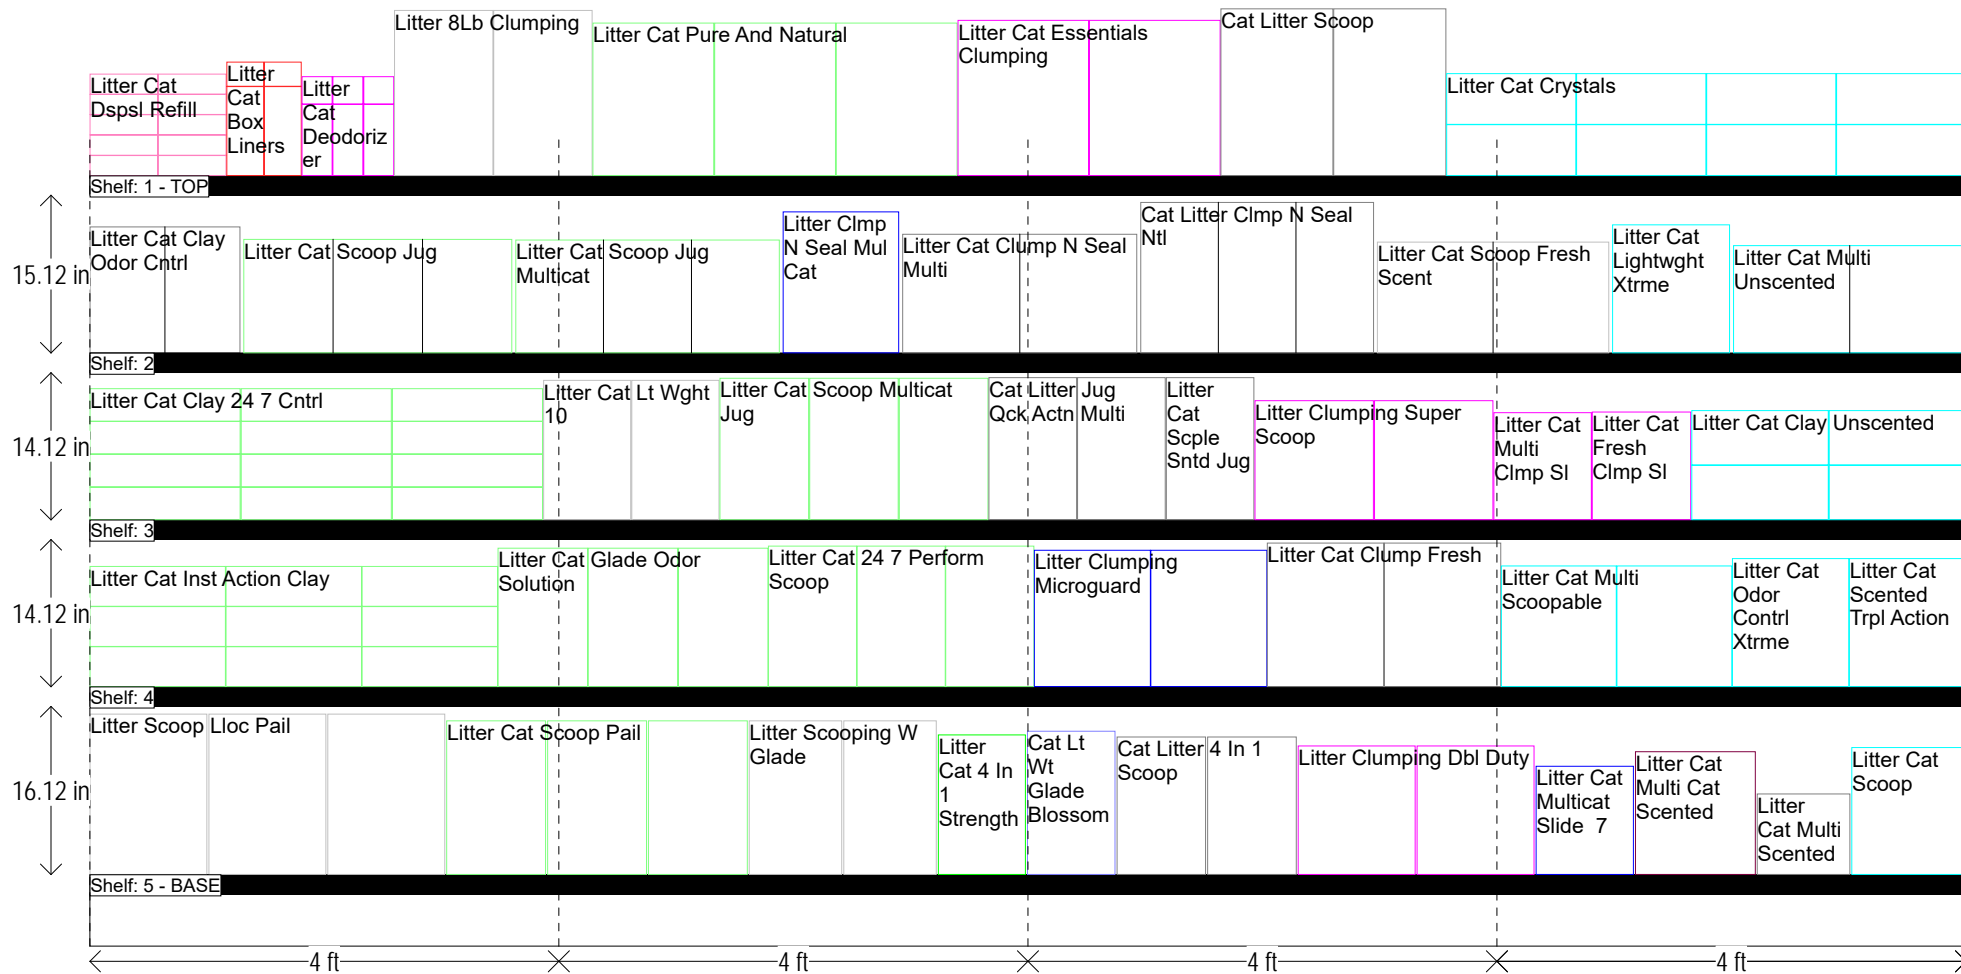 Litter Cat
Dspsl Refill
Litter
Cat
Box
Liners
Litter
Cat
Deodoriz
er
Litter 8Lb Clumping
Litter Cat Pure And Natural
Litter Cat Essentials
Clumping
Cat Litter Scoop
Litter Cat Crystals
Shelf: 1 - TOP
15.12 in
Litter Cat Clay
Odor Cntrl
Litter Cat Scoop Jug
Litter Cat Scoop Jug
Multicat
Litter Clmp
N Seal Mul
Cat
Litter Cat Clump N Seal
Multi
Cat Litter Clmp N Seal
Ntl
Litter Cat Scoop Fresh
Scent
Litter Cat
Lightwght
Xtrme
Litter Cat Multi
Unscented
Shelf: 2
14.12 in
Litter Cat Clay 24 7 Cntrl
Litter Cat Lt Wght
10
Litter Cat Scoop Multicat
Jug
Cat Litter Jug
Qck Actn Multi
Litter
Cat
Scple
Sntd Jug
Litter Clumping Super
Scoop
Litter Cat
Multi
Clmp Sl
Litter Cat
Fresh
Clmp Sl
Litter Cat Clay Unscented
Shelf: 3
14.12 in
Litter Cat Inst Action Clay
Litter Cat Glade Odor
Solution
Litter Cat 24 7 Perform
Scoop
Litter Clumping
Microguard
Litter Cat Clump Fresh
Litter Cat Multi
Scoopable
Litter Cat
Odor
Contrl
Xtrme
Litter Cat
Scented
Trpl Action
Shelf: 4
16.12 in
Litter Scoop Lloc Pail
Litter Cat Scoop Pail
Litter Scooping W
Glade
Litter
Cat 4 In
1
Strength
Cat Lt
Wt
Glade
Blossom
Cat Litter 4 In 1
Scoop
Litter Clumping Dbl Duty
Litter Cat
Multicat
Slide 7
Litter Cat
Multi Cat
Scented
Litter
Cat Multi
Scented
Litter Cat
Scoop
Shelf: 5 - BASE
4 ft
4 ft
4 ft
4 ft